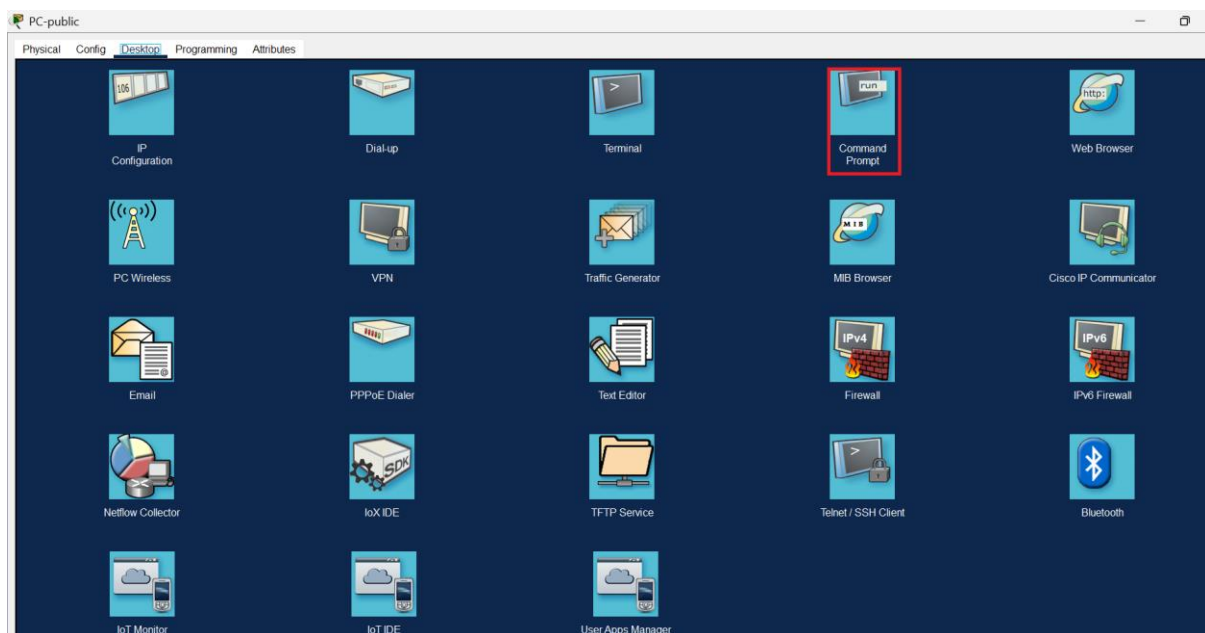 PC-public
Physical Config Desktop Programming Attributes
106
run
http:
IP
Configuration
Dial-up
Terminal
Command
Prompt
Web Browser
MIB
PC Wireless
VPN
Traffic Generator
MIB Browser
Cisco IP Communicator
IPv4
IPv6
Email
PPPoE Dialer
Text Editor
Firewall
IPv6 Firewall
SDK
Netflow Collector
IoX IDE
TFTP Service
Telnet / SSH Client
Bluetooth
IoT Monitor
IoT IDE
User Apps Manager